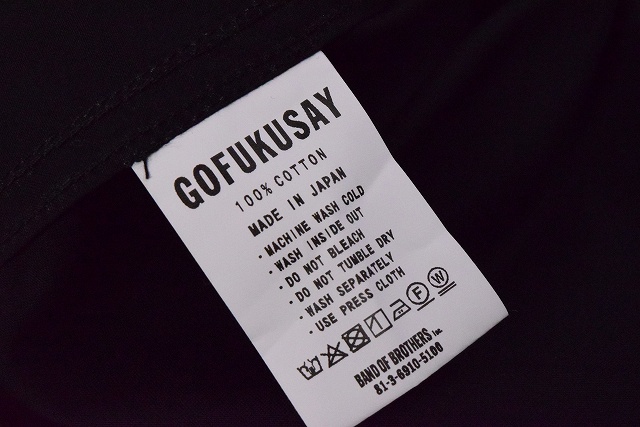 GOFUKUSAY
100% COTTON
MADE IN JAPAN
・MACHINE WASH COLD
・WASH INSIDE OUT
・DO NOT BLEACH
・DO NOT TUMBLE DRY
・WASH SEPARATELY
・USE PRESS CLOTH
F W
BAND OF BROTHERS Inc.
81-3-6910-5100